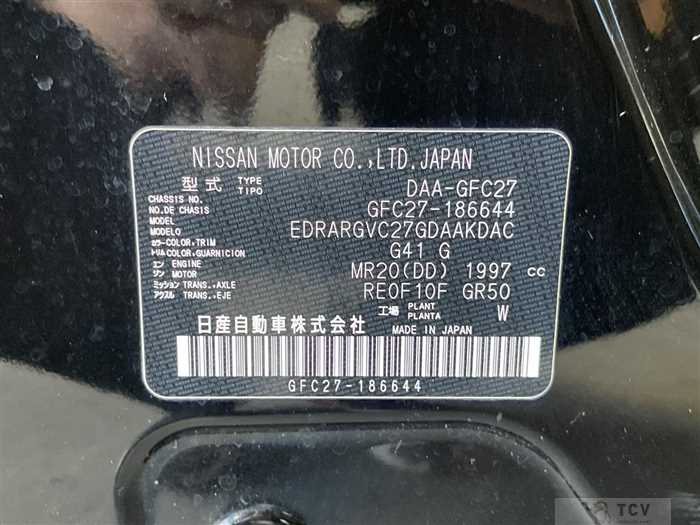 NISSAN MOTOR CO.,LTD.JAPAN
型式 TYPE TIPO DAA-GFC27
CHASSIS NO. NO.DE CHASIS GFC27-186644
MODEL MODELO EDRARGVC27GDAAKDAC
カラー COLOR,TRIM トリム COLOR,GUARNICION G41 G
エン ENGINE ジン MOTOR MR20(DD) 1997 cc
ミッション TRANS.,AXLE アクスル TRANS.,EJE RE0F10F GR50
工場 PLANT PLANTA W
日産自動車株式会社 MADE IN JAPAN
GFC27-186644
TCV